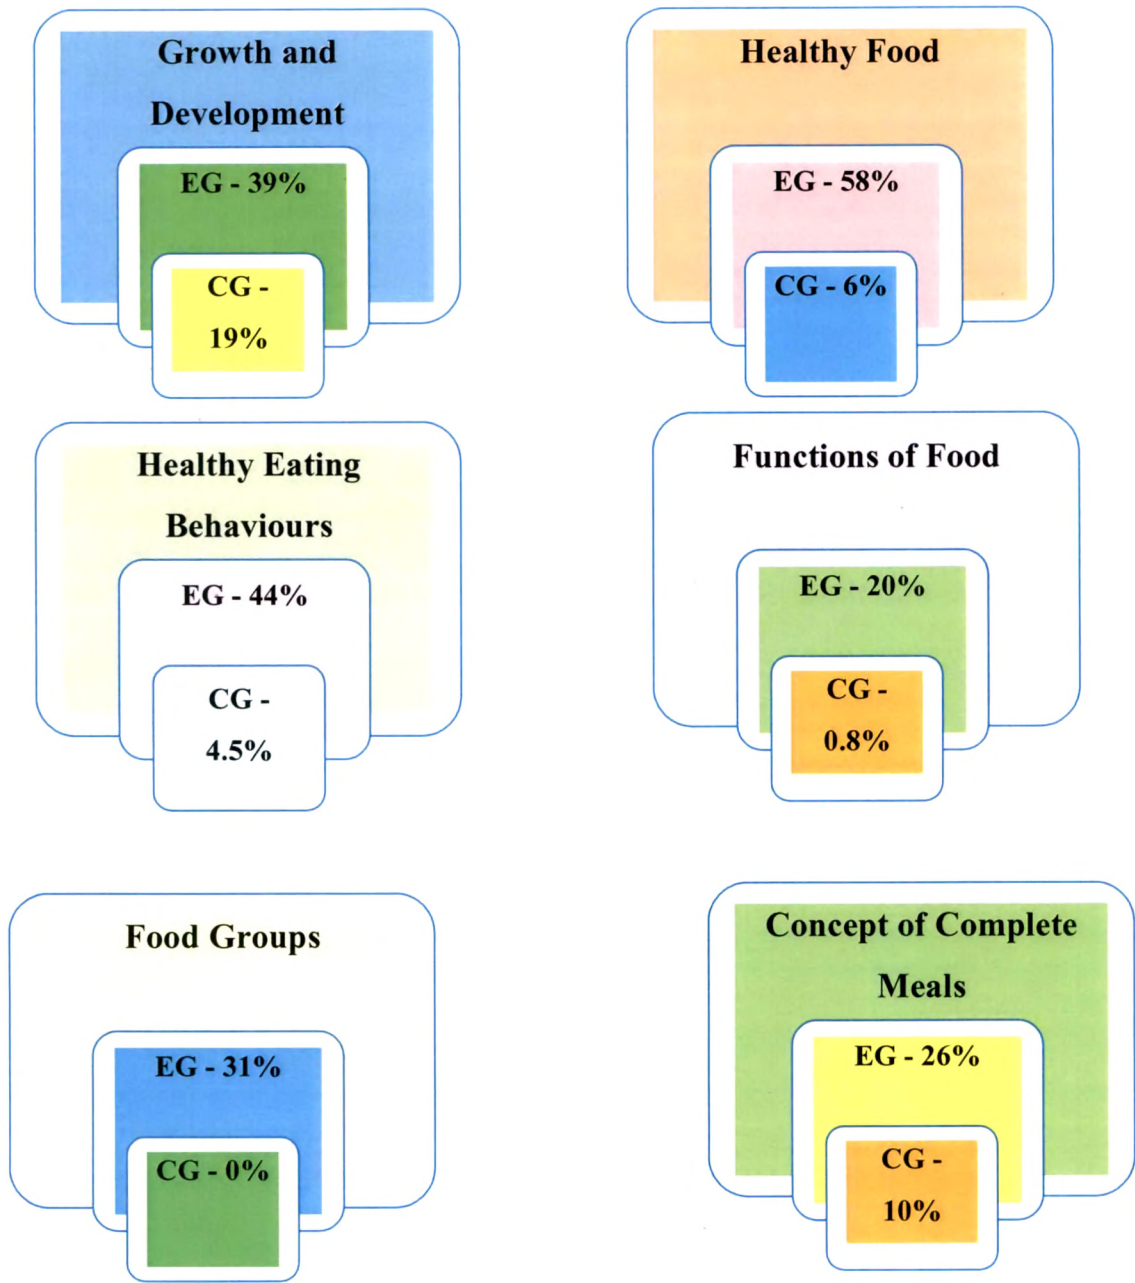 Growth and
Development
EG - 39%
CG -
19%
Healthy Food
EG - 58%
CG - 6%
Healthy Eating
Behaviours
EG - 44%
CG -
4.5%
Functions of Food
EG - 20%
CG -
0.8%
Food Groups
EG - 31%
CG - 0%
Concept of Complete
Meals
EG - 26%
CG -
10%